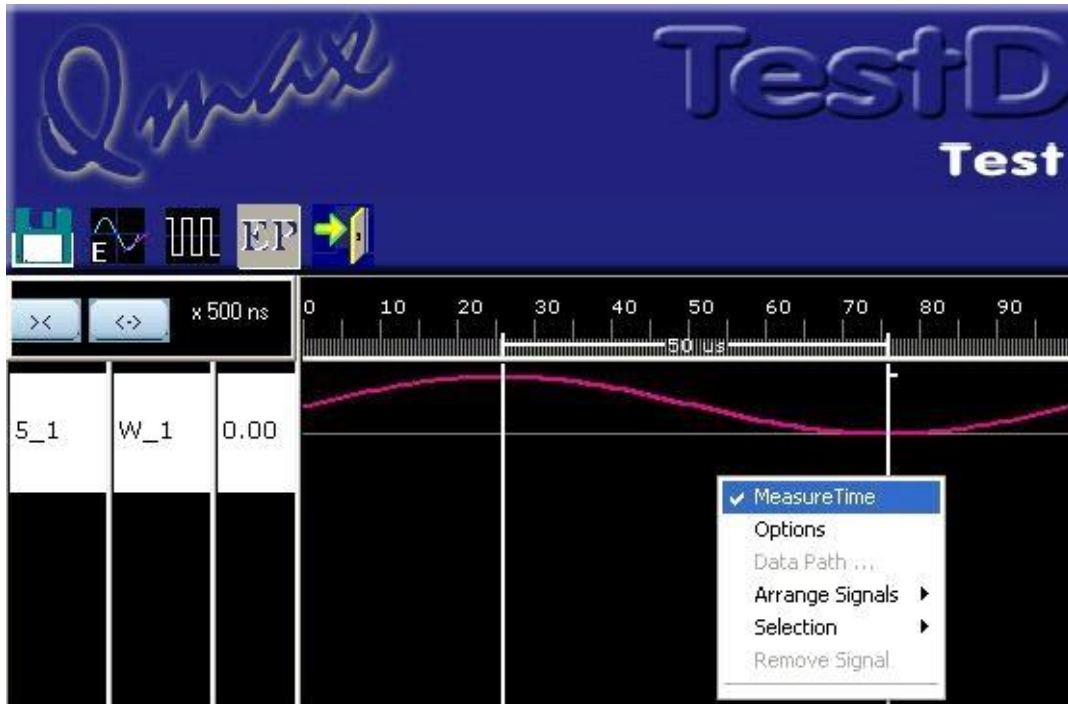 Qmax
TestD
Test
E
EP
>< <-> x 500 ns
0 10 20 30 40 50 60 70 80 90
50 us
S_1 W_1 0.00
MeasureTime
Options
Data Path ...
Arrange Signals
Selection
Remove Signal